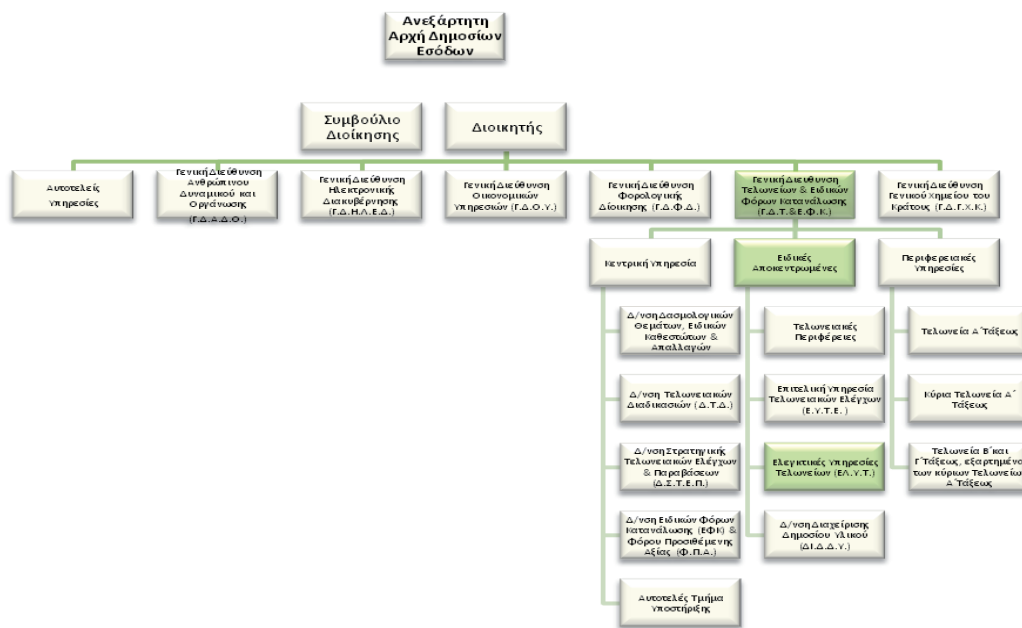 Ανεξάρτητη
Αρχή Δημοσίων
Εσόδων
Συμβούλιο
Διοίκησης
Διοικητής
Αυτοτελείς
Υπηρεσίες
Γενική Διεύθυνση
Ανθρώπινου
Δυναμικού και
Οργάνωσης
(Γ.Δ.Α.Δ.Ο.)
Γενική Διεύθυνση
Ηλεκτρονικής
Διακυβέρνησης
(Γ.Δ.Η.Λ.Ε.Δ.)
Γενική Διεύθυνση
Οικονομικών
Υπηρεσιών (Γ.Δ.Ο.Υ.)
Γενική Διεύθυνση
Φορολογικής
Δίοικησης (Γ.Δ.Φ.Δ.)
Γενική Διεύθυνση
Τελωνείων & Ειδικών
Φόρων Κατανάλωσης
(Γ.Δ.Τ.&Ε.Φ.Κ.)
Γενική Διεύθυνση
Γενικού Χημείου του
Κράτους (Γ.Δ.Γ.Χ.Κ.)
Κεντρική Υπηρεσία
Ειδικές
Αποκεντρωμένες
Περιφερειακές
Υπηρεσίες
Δ/νση Δασμολογικών
Θεμάτων, Ειδικών
Καθεστώτων &
Απαλλαγών
Τελωνειακές
Περιφέρειες
Τελωνεία Α΄Τάξεως
Δ/νση Τελωνειακών
Διαδικασιών (Δ.Τ.Δ.)
Επιτελική Υπηρεσία
Τελωνειακών Ελέγχων
(Ε.Υ.Τ.Ε.)
Κύρια Τελωνεία Α΄
Τάξεως
Δ/νση Στρατηγικής
Τελωνειακών Ελέγχων
& Παραβάσεων
(Δ.Σ.Τ.Ε.Π.)
Ελεγκτικές Υπηρεσίες
Τελωνείων (ΕΛ.Υ.Τ.)
Τελωνεία Β΄και
Γ΄Τάξεως, εξαρτημένα
των κύριων Τελωνείων
Α΄Τάξεως
Δ/νση Ειδικών Φόρων
Κατανάλωσης (ΕΦΚ) &
Φόρου Προσιθέμενης
Αξίας (Φ.Π.Α.)
Δ/νση Διαχείρισης
Δημοσίου Υλικού
(ΔΙ.Δ.Δ.Υ.)
Αυτοτελές Τμήμα
Υποστήριξης